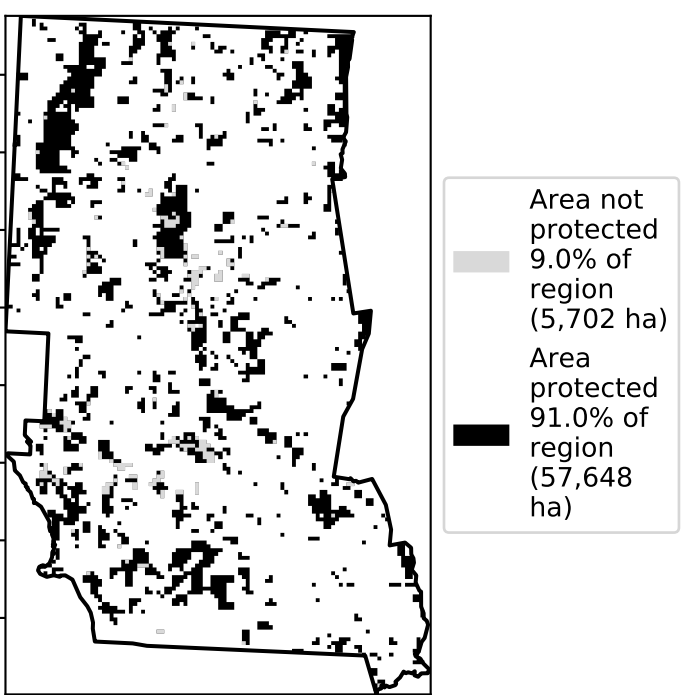 Area not
protected
9.0% of
region
(5,702 ha)
Area
protected
91.0% of
region
(57,648
ha)